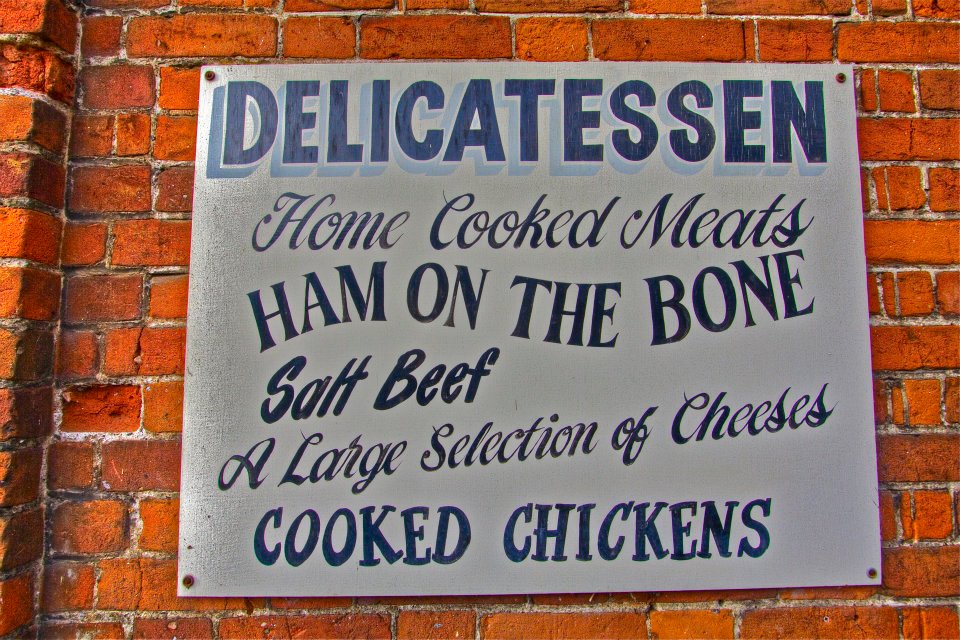 DELICATESSEN
Home Cooked Meats
HAM ON THE BONE
Salt Beef
A Large Selection of Cheeses
COOKED CHICKENS